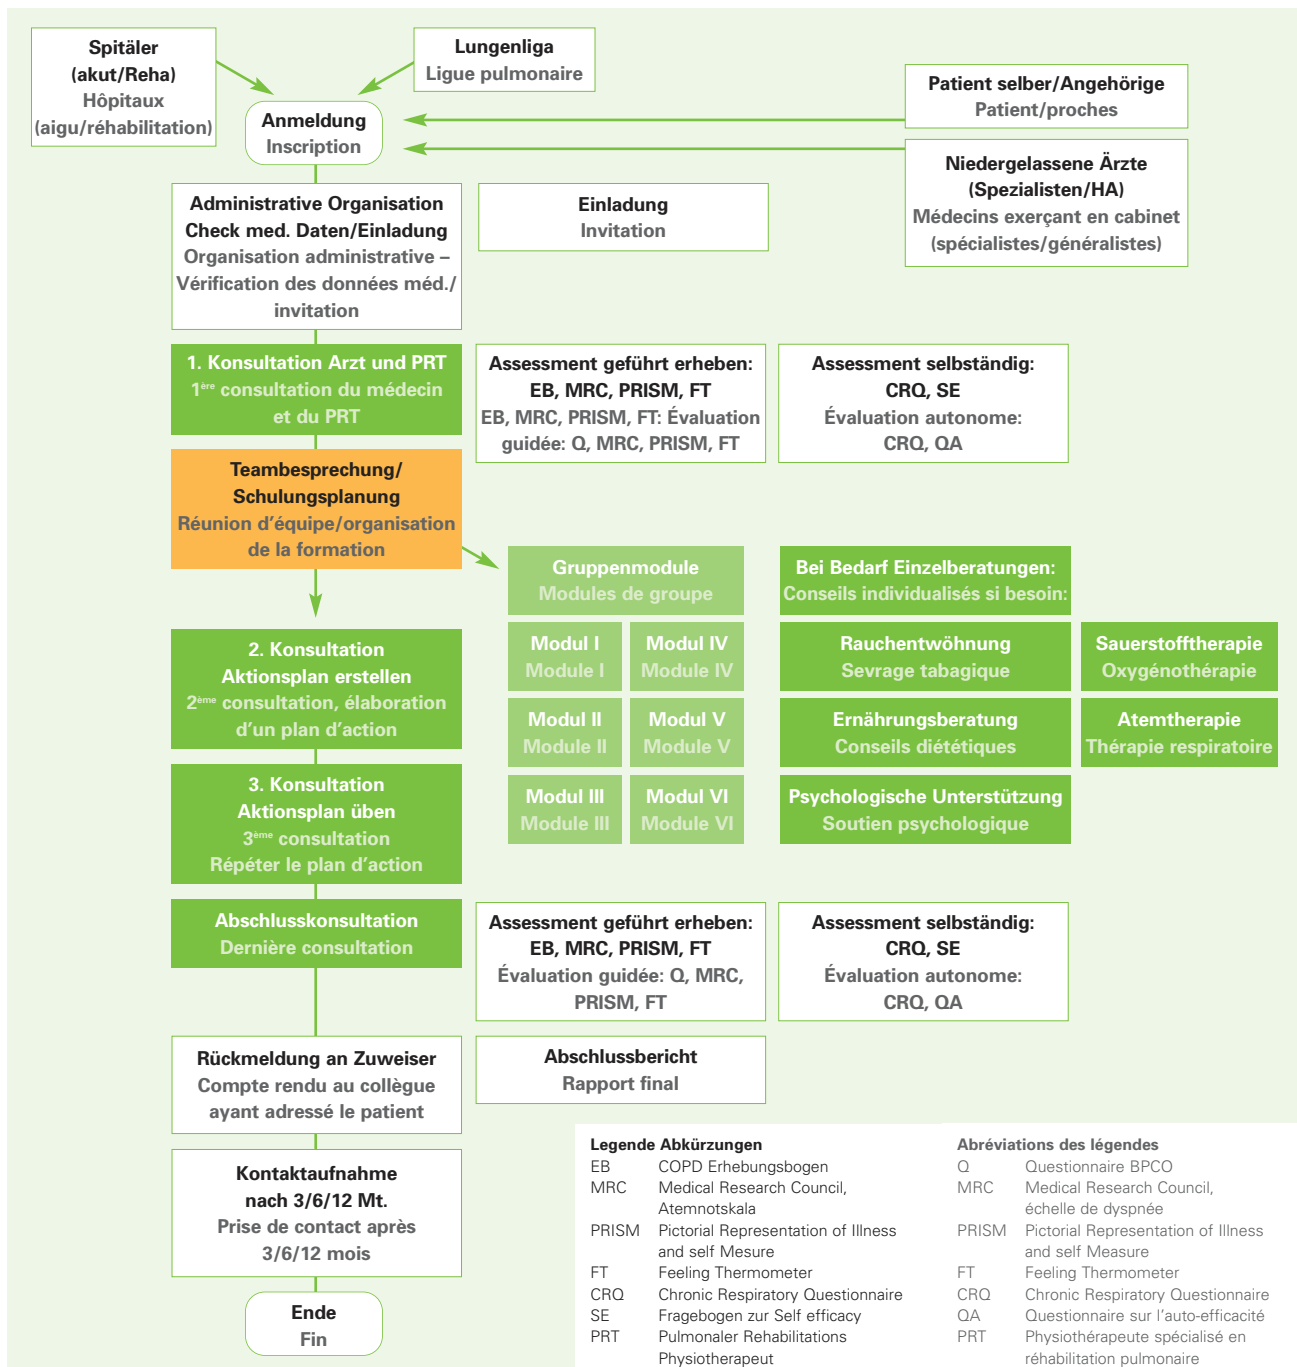 Spitäler
(akut/Reha)
Hôpitaux
(aigu/réhabilitation)
Lungenliga
Ligue pulmonaire
Patient selber/Angehörige
Patient/proches
Anmeldung
Inscription
Niedergelassene Ärzte
(Spezialisten/HA)
Médecins exerçant en cabinet
(spécialistes/généralistes)
Administrative Organisation
Check med. Daten/Einladung
Organisation administrative –
Vérification des données méd./
invitation
Einladung
Invitation
1. Konsultation Arzt und PRT
1ère consultation du médecin
et du PRT
Assessment geführt erheben:
EB, MRC, PRISM, FT
EB, MRC, PRISM, FT: Évaluation
guidée: Q, MRC, PRISM, FT
Assessment selbständig:
CRQ, SE
Évaluation autonome:
CRQ, QA
Teambesprechung/
Schulungsplanung
Réunion d'équipe/organisation
de la formation
Gruppenmodule
Modules de groupe
Bei Bedarf Einzelberatungen:
Conseils individualisés si besoin:
2. Konsultation
Aktionsplan erstellen
2ème consultation, élaboration
d'un plan d'action
Modul I
Module I
Modul IV
Module IV
Rauchentwöhnung
Sevrage tabagique
Sauerstofftherapie
Oxygénothérapie
Modul II
Module II
Modul V
Module V
Ernährungsberatung
Conseils diététiques
Atemtherapie
Thérapie respiratoire
3. Konsultation
Aktionsplan üben
3ème consultation
Répéter le plan d'action
Modul III
Module III
Modul VI
Module VI
Psychologische Unterstützung
Soutien psychologique
Abschlusskonsultation
Dernière consultation
Assessment geführt erheben:
EB, MRC, PRISM, FT
Évaluation guidée: Q, MRC,
PRISM, FT
Assessment selbständig:
CRQ, SE
Évaluation autonome:
CRQ, QA
Rückmeldung an Zuweiser
Compte rendu au collègue
ayant adressé le patient
Abschlussbericht
Rapport final
Kontaktaufnahme
nach 3/6/12 Mt.
Prise de contact après
3/6/12 mois
Ende
Fin
Legende Abkürzungen
EB COPD Erhebungsbogen
MRC Medical Research Council,
Atemnotskala
PRISM Pictorial Representation of Illness
and self Mesure
FT Feeling Thermometer
CRQ Chronic Respiratory Questionnaire
SE Fragebogen zur Self efficacy
PRT Pulmonaler Rehabilitations
Physiotherapeut
Abréviations des légendes
Q Questionnaire BPCO
MRC Medical Research Council,
échelle de dyspnée
PRISM Pictorial Representation of Illness
and self Measure
FT Feeling Thermometer
CRQ Chronic Respiratory Questionnaire
QA Questionnaire sur l'auto-efficacité
PRT Physiothérapeute spécialisé en
réhabilitation pulmonaire